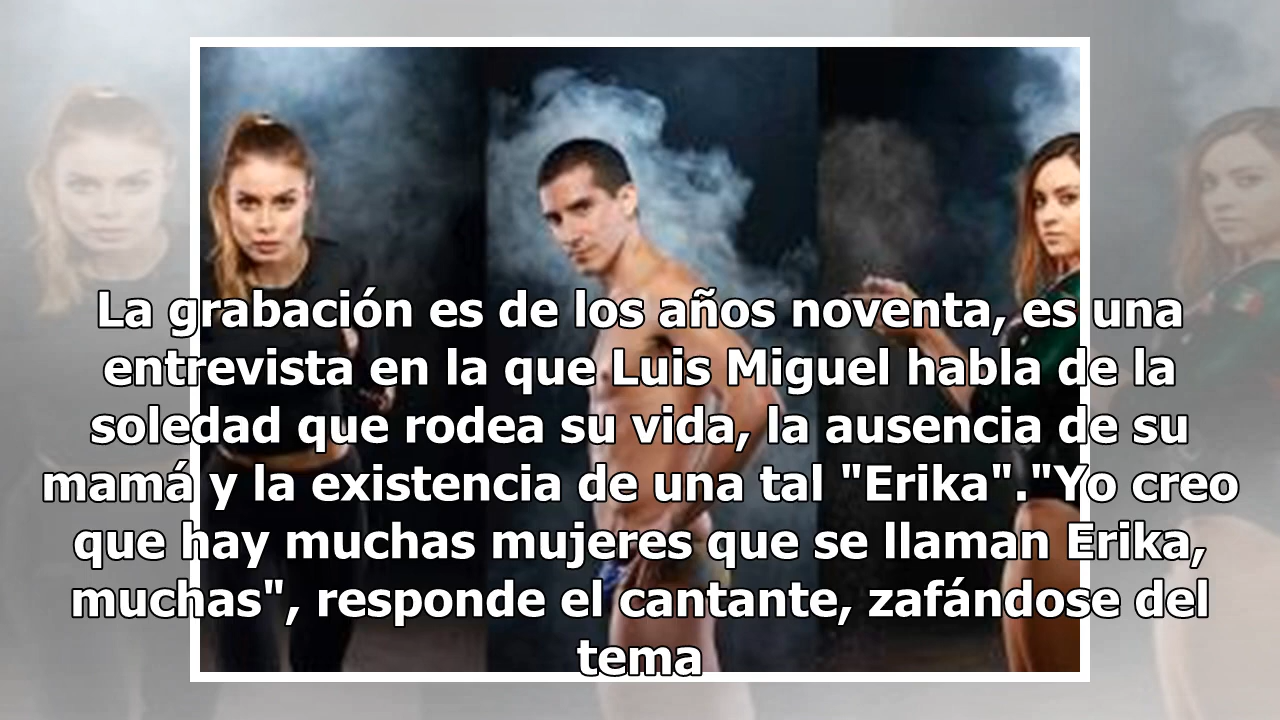 La grabación es de los años noventa, es una
entrevista en la que Luis Miguel habla de la
soledad que rodea su vida, la ausencia de su
mamá y la existencia de una tal "Erika"."Yo creo
que hay muchas mujeres que se llaman Erika,
muchas", responde el cantante, zafándose del
tema